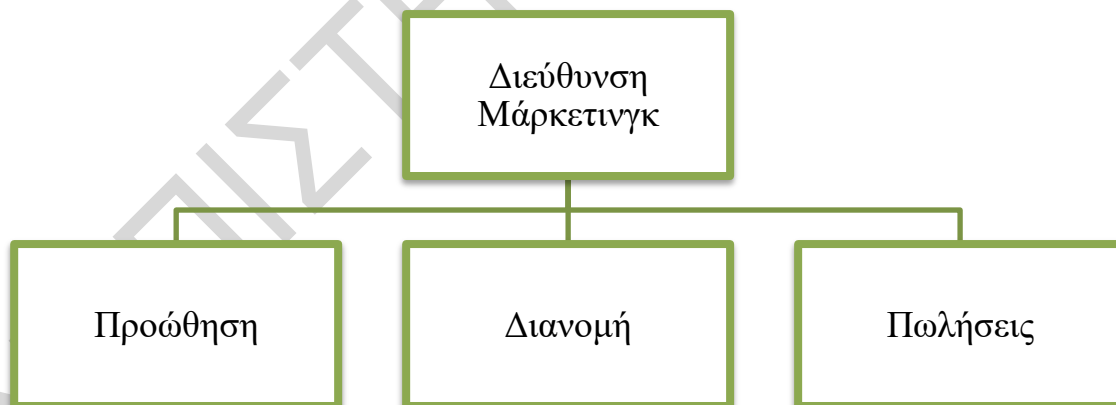 Διεύθυνση
Μάρκετινγκ
Προώθηση
Διανομή
Πωλήσεις